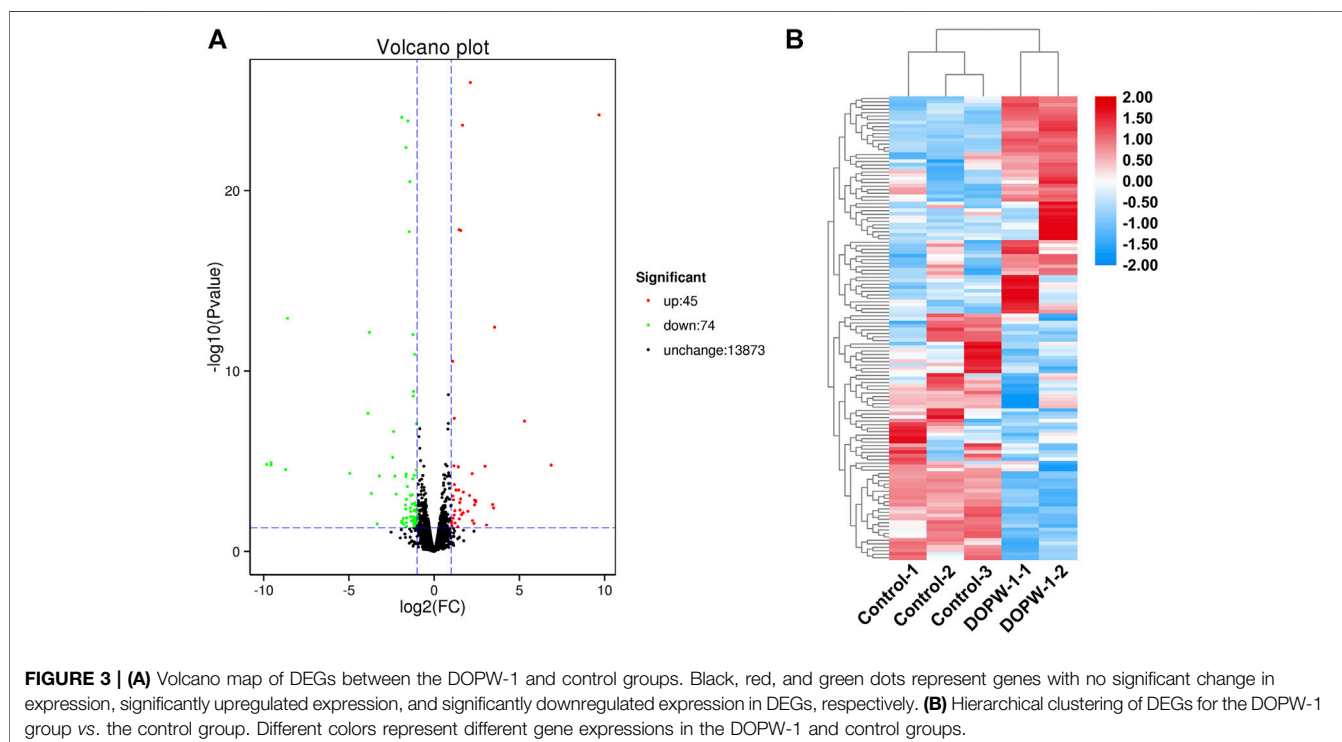 A
Volcano plot
20
10
0
-log10(Pvalue)
-10
-5
0
5
10
log2(FC)
Significant
up:45
down:74
unchange:13873
B
2.00
1.50
1.00
0.50
0.00
-0.50
-1.00
-1.50
-2.00
Control-1
Control-2
Control-3
DOPW-1-1
DOPW-1-2
FIGURE 3 | (A) Volcano map of DEGs between the DOPW-1 and control groups. Black, red, and green dots represent genes with no significant change in
expression, significantly upregulated expression, and significantly downregulated expression in DEGs, respectively. (B) Hierarchical clustering of DEGs for the DOPW-1
group vs. the control group. Different colors represent different gene expressions in the DOPW-1 and control groups.